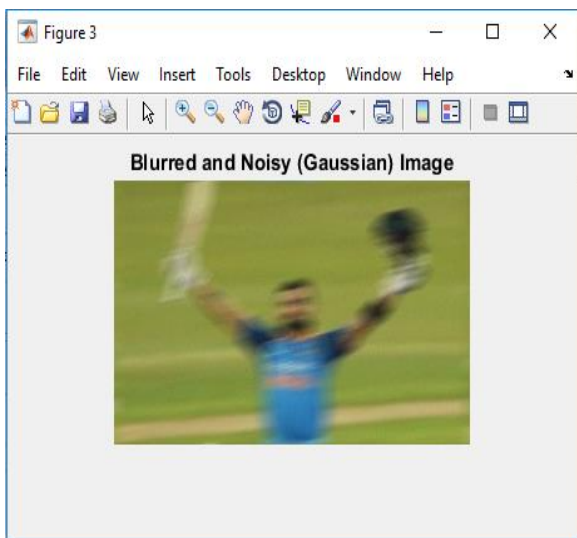 Figure 3
File Edit View Insert Tools Desktop Window Help
Blurred and Noisy (Gaussian) Image